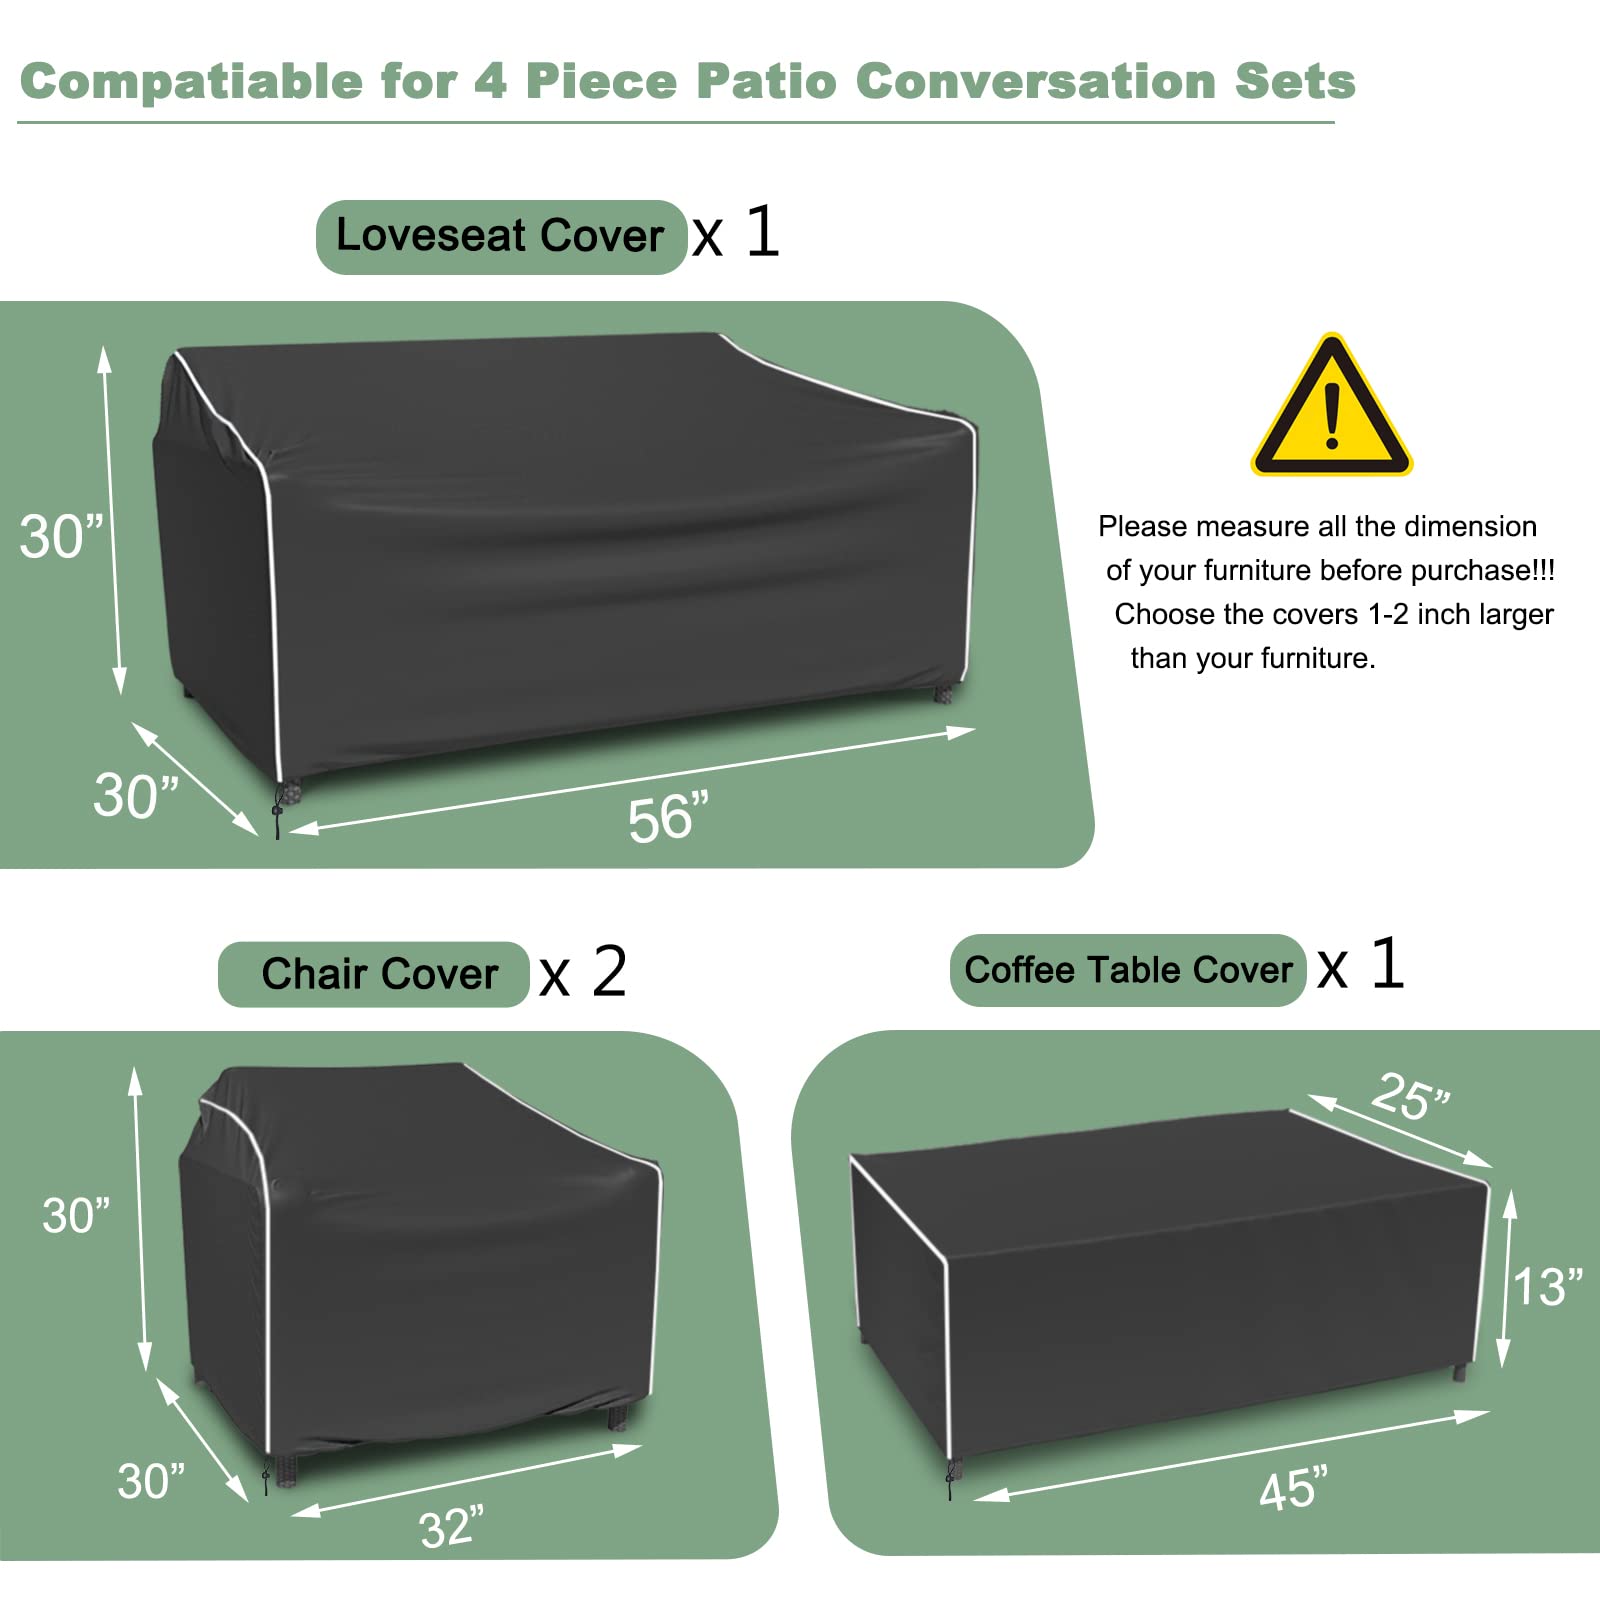 Compatiable for 4 Piece Patio Conversation Sets
Loveseat Cover x 1
30”
30”
56”
Please measure all the dimension
of your furniture before purchase!!!
Choose the covers 1-2 inch larger
than your furniture.
Chair Cover x 2
30”
30”
32”
Coffee Table Cover x 1
25”
13”
45”